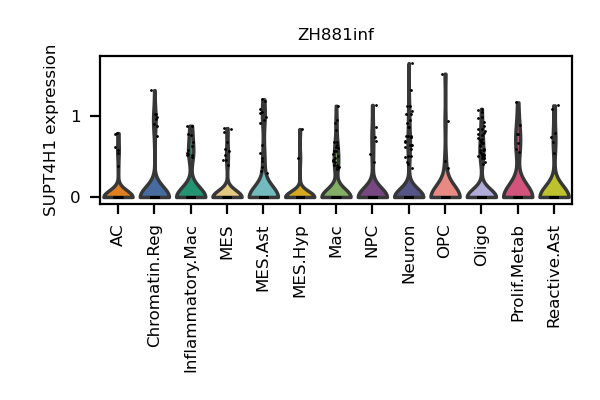 ZH881inf
SUPT4H1 expression
1
0
AC
Chromatin.Reg
Inflammatory.Mac
MES
MES.Ast
MES.Hyp
Mac
NPC
Neuron
OPC
Oligo
Prolif.Metab
Reactive.Ast